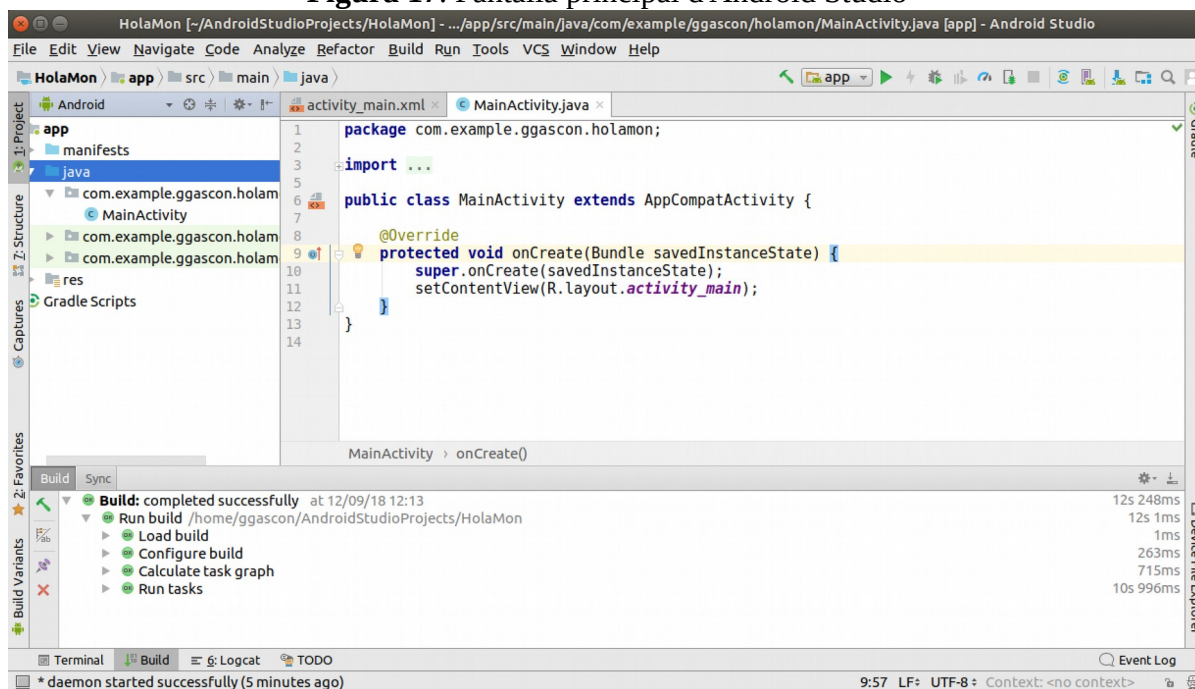 Figura 17. Pantalla principal d'Android Studio
HolaMon [~/AndroidStudioProjects/HolaMon] - .../app/src/main/java/com/example/ggascon/holamon/MainActivity.java [app] - Android Studio
File Edit View Navigate Code Analyze Refactor Build Run Tools VCS Window Help
HolaMon app src main java app
1: Project
7: Structure
Captures
2: Favorites
Build Variants
Android
app
manifests
java
com.example.ggascon.holam
MainActivity
com.example.ggascon.holam
com.example.ggascon.holam
res
Gradle Scripts
activity_main.xml MainActivity.java
1 package com.example.ggascon.holamon;
2
3 import ...
5
6 public class MainActivity extends AppCompatActivity {
7
8 @Override
9 protected void onCreate(Bundle savedInstanceState) {
10 super.onCreate(savedInstanceState);
11 setContentView(R.layout.activity_main);
12 }
13 }
14
MainActivity › onCreate()
Build Sync
Build: completed successfully at 12/09/18 12:13 12s 248ms
Run build /home/ggascon/AndroidStudioProjects/HolaMon 12s 1ms
Load build 1ms
Configure build 263ms
Calculate task graph 715ms
Run tasks 10s 996ms
Terminal Build 6: Logcat TODO Event Log
* daemon started successfully (5 minutes ago) 9:57 LF÷ UTF-8÷ Context: <no context>